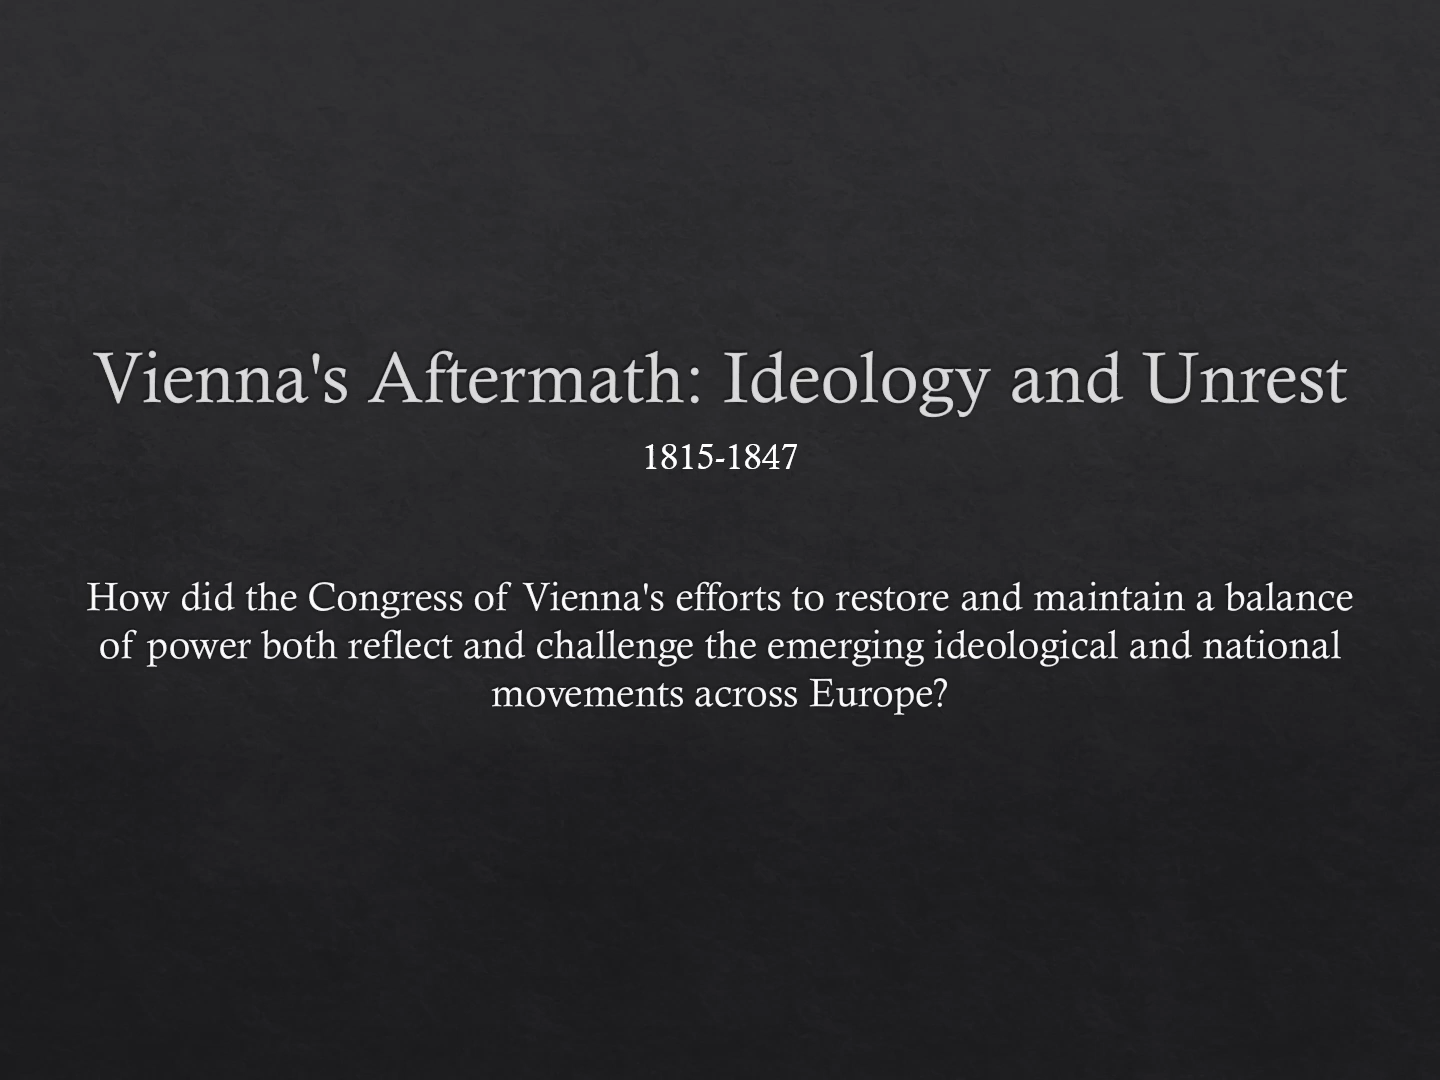 Vienna's Aftermath: Ideology and Unrest
1815-1847
How did the Congress of Vienna's efforts to restore and maintain a balance
of power both reflect and challenge the emerging ideological and national
movements across Europe?